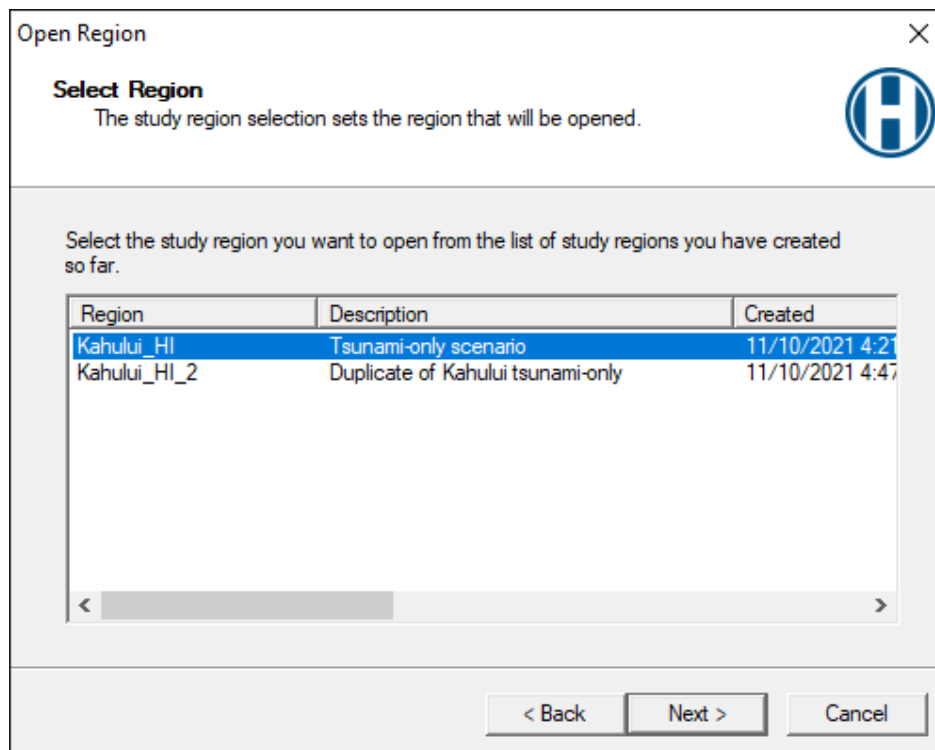 Open Region
Select Region
The study region selection sets the region that will be opened.
Select the study region you want to open from the list of study regions you have created
so far.
Region Description Created
Kahului_HI Tsunami-only scenario 11/10/2021 4:21
Kahului_HI_2 Duplicate of Kahului tsunami-only 11/10/2021 4:47
< Back Next > Cancel